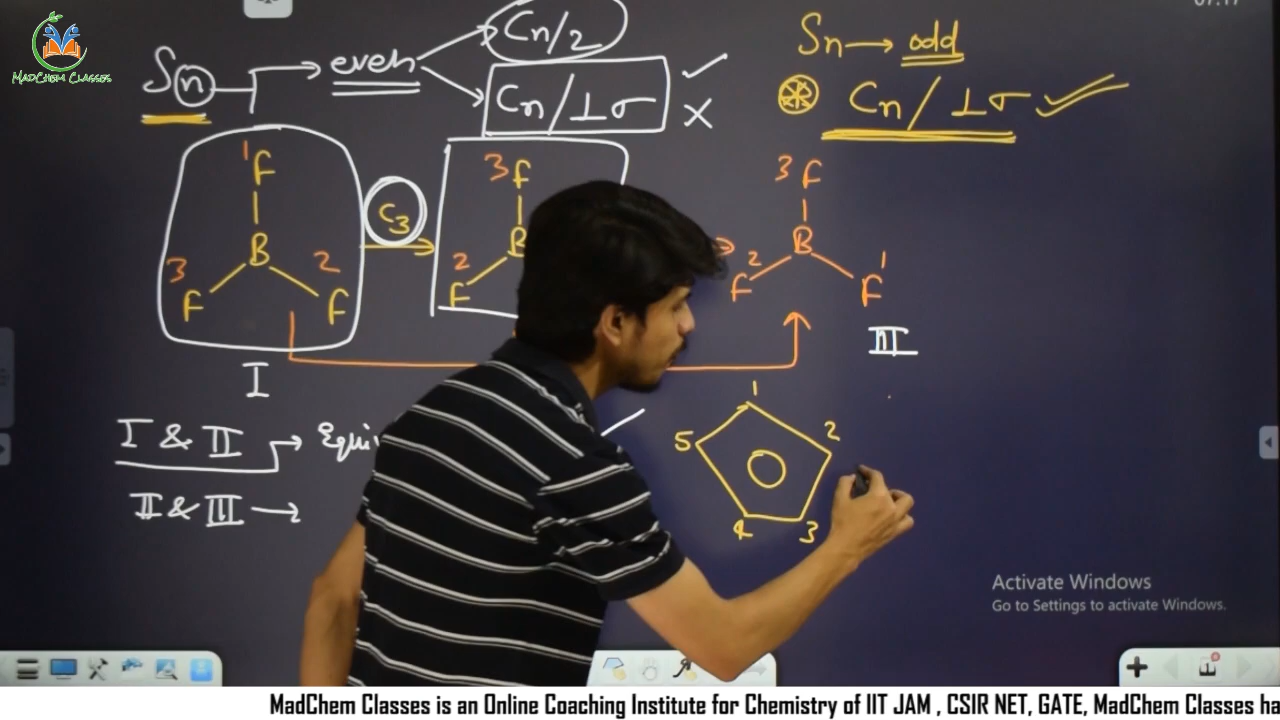 MADCHEM CLASSES
Sn → even
Cn/2
Cn / ⊥σ ✓
X
Sn → odd
Cn / ⊥σ ✓
1
F
B
3
2
F
F
I
C3
3
F
B
2
F
3
F
B
2
1
F
F
III
I & II →
II & III →
1
5
2
4
3
Activate Windows
Go to Settings to activate Windows.
MadChem Classes is an Online Coaching Institute for Chemistry of IIT JAM , CSIR NET, GATE, MadChem Classes